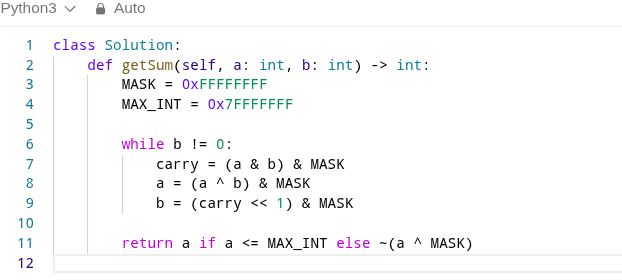 Python3 Auto
1 class Solution:
2     def getSum(self, a: int, b: int) -> int:
3         MASK = 0xFFFFFFFF
4         MAX_INT = 0x7FFFFFFF
5
6         while b != 0:
7             carry = (a & b) & MASK
8             a = (a ^ b) & MASK
9             b = (carry << 1) & MASK
10
11         return a if a <= MAX_INT else ~(a ^ MASK)
12